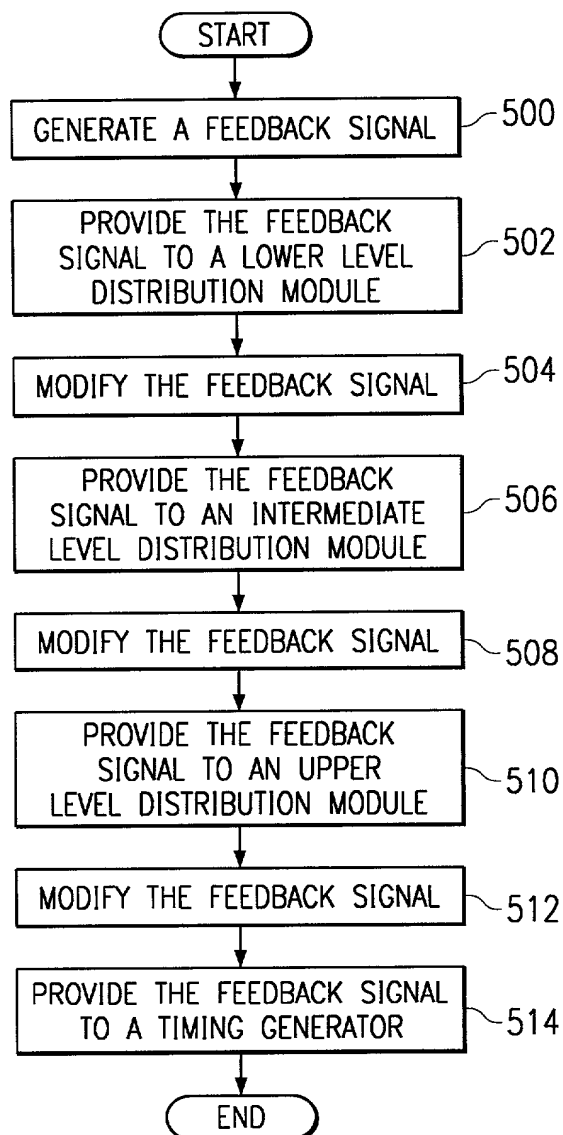 START
GENERATE A FEEDBACK SIGNAL
500
PROVIDE THE FEEDBACK
SIGNAL TO A LOWER LEVEL
DISTRIBUTION MODULE
502
MODIFY THE FEEDBACK SIGNAL
504
PROVIDE THE FEEDBACK
SIGNAL TO AN INTERMEDIATE
LEVEL DISTRIBUTION MODULE
506
MODIFY THE FEEDBACK SIGNAL
508
PROVIDE THE FEEDBACK
SIGNAL TO AN UPPER
LEVEL DISTRIBUTION MODULE
510
MODIFY THE FEEDBACK SIGNAL
512
PROVIDE THE FEEDBACK SIGNAL
TO A TIMING GENERATOR
514
END